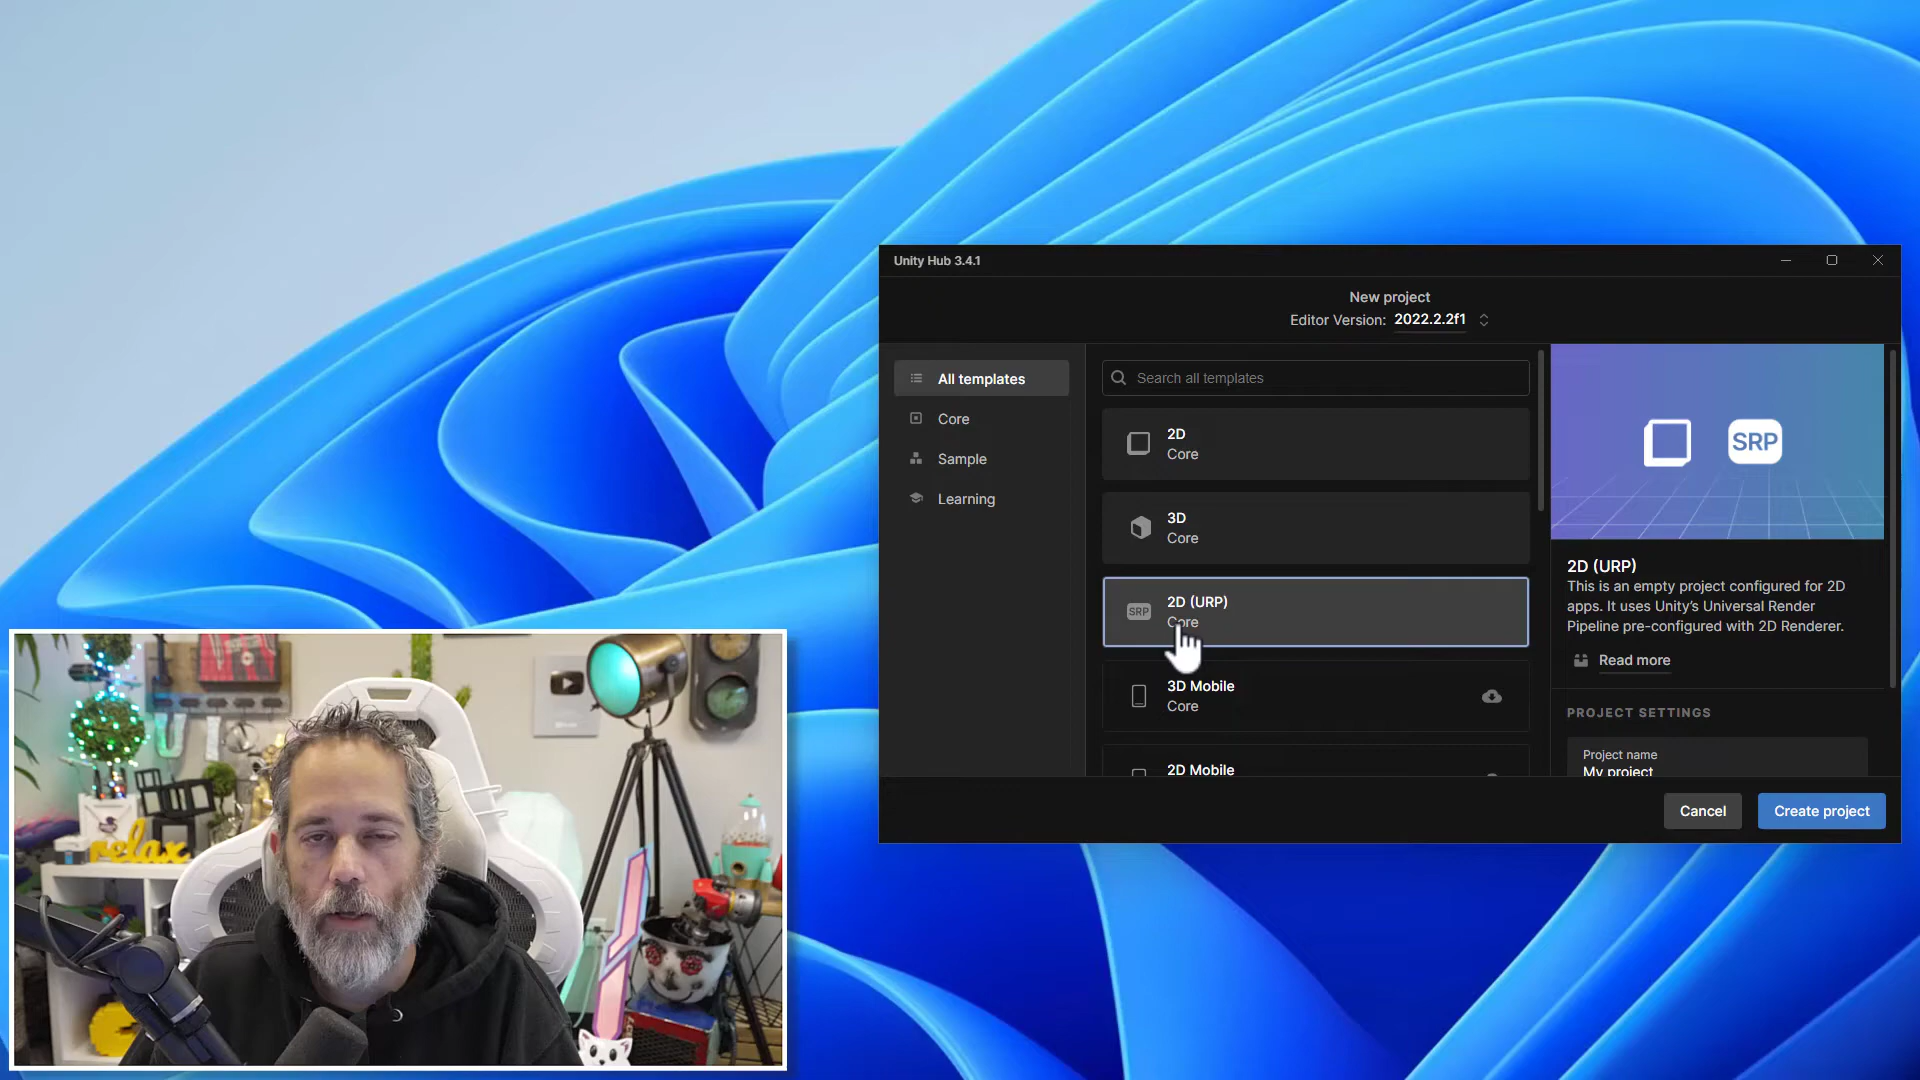 Unity Hub 3.4.1
New project
Editor Version: 2022.2.2f1
All templates
Core
Sample
Learning
Search all templates
2D
Core
3D
Core
SRP
2D (URP)
Core
3D Mobile
Core
2D Mobile
SRP
2D (URP)
This is an empty project configured for 2D
apps. It uses Unity's Universal Render
Pipeline pre-configured with 2D Renderer.
Read more
PROJECT SETTINGS
Project name
My project
Cancel
Create project
relax